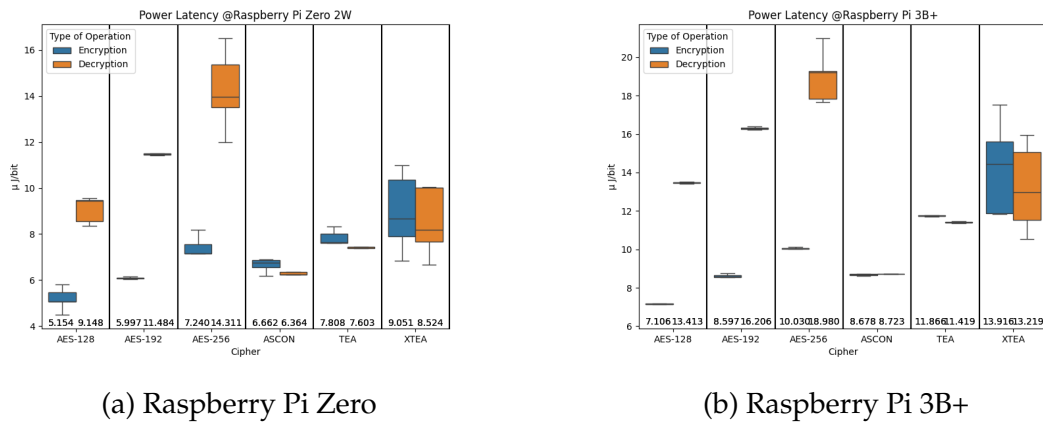 Power Latency @Raspberry Pi Zero 2W
Type of Operation
Encryption
Decryption
16
14
12
10
8
6
4
μ J/bit
5.154 9.148 5.997 11.484 7.240 14.311 6.662 6.364 7.808 7.603 9.051 8.524
AES-128 AES-192 AES-256 ASCON TEA XTEA
Cipher
(a) Raspberry Pi Zero
Power Latency @Raspberry Pi 3B+
Type of Operation
Encryption
Decryption
20
18
16
14
12
10
8
6
μ J/bit
7.106 13.413 8.597 16.206 10.030 18.980 8.678 8.723 11.866 11.419 13.916 13.219
AES-128 AES-192 AES-256 ASCON TEA XTEA
Cipher
(b) Raspberry Pi 3B+